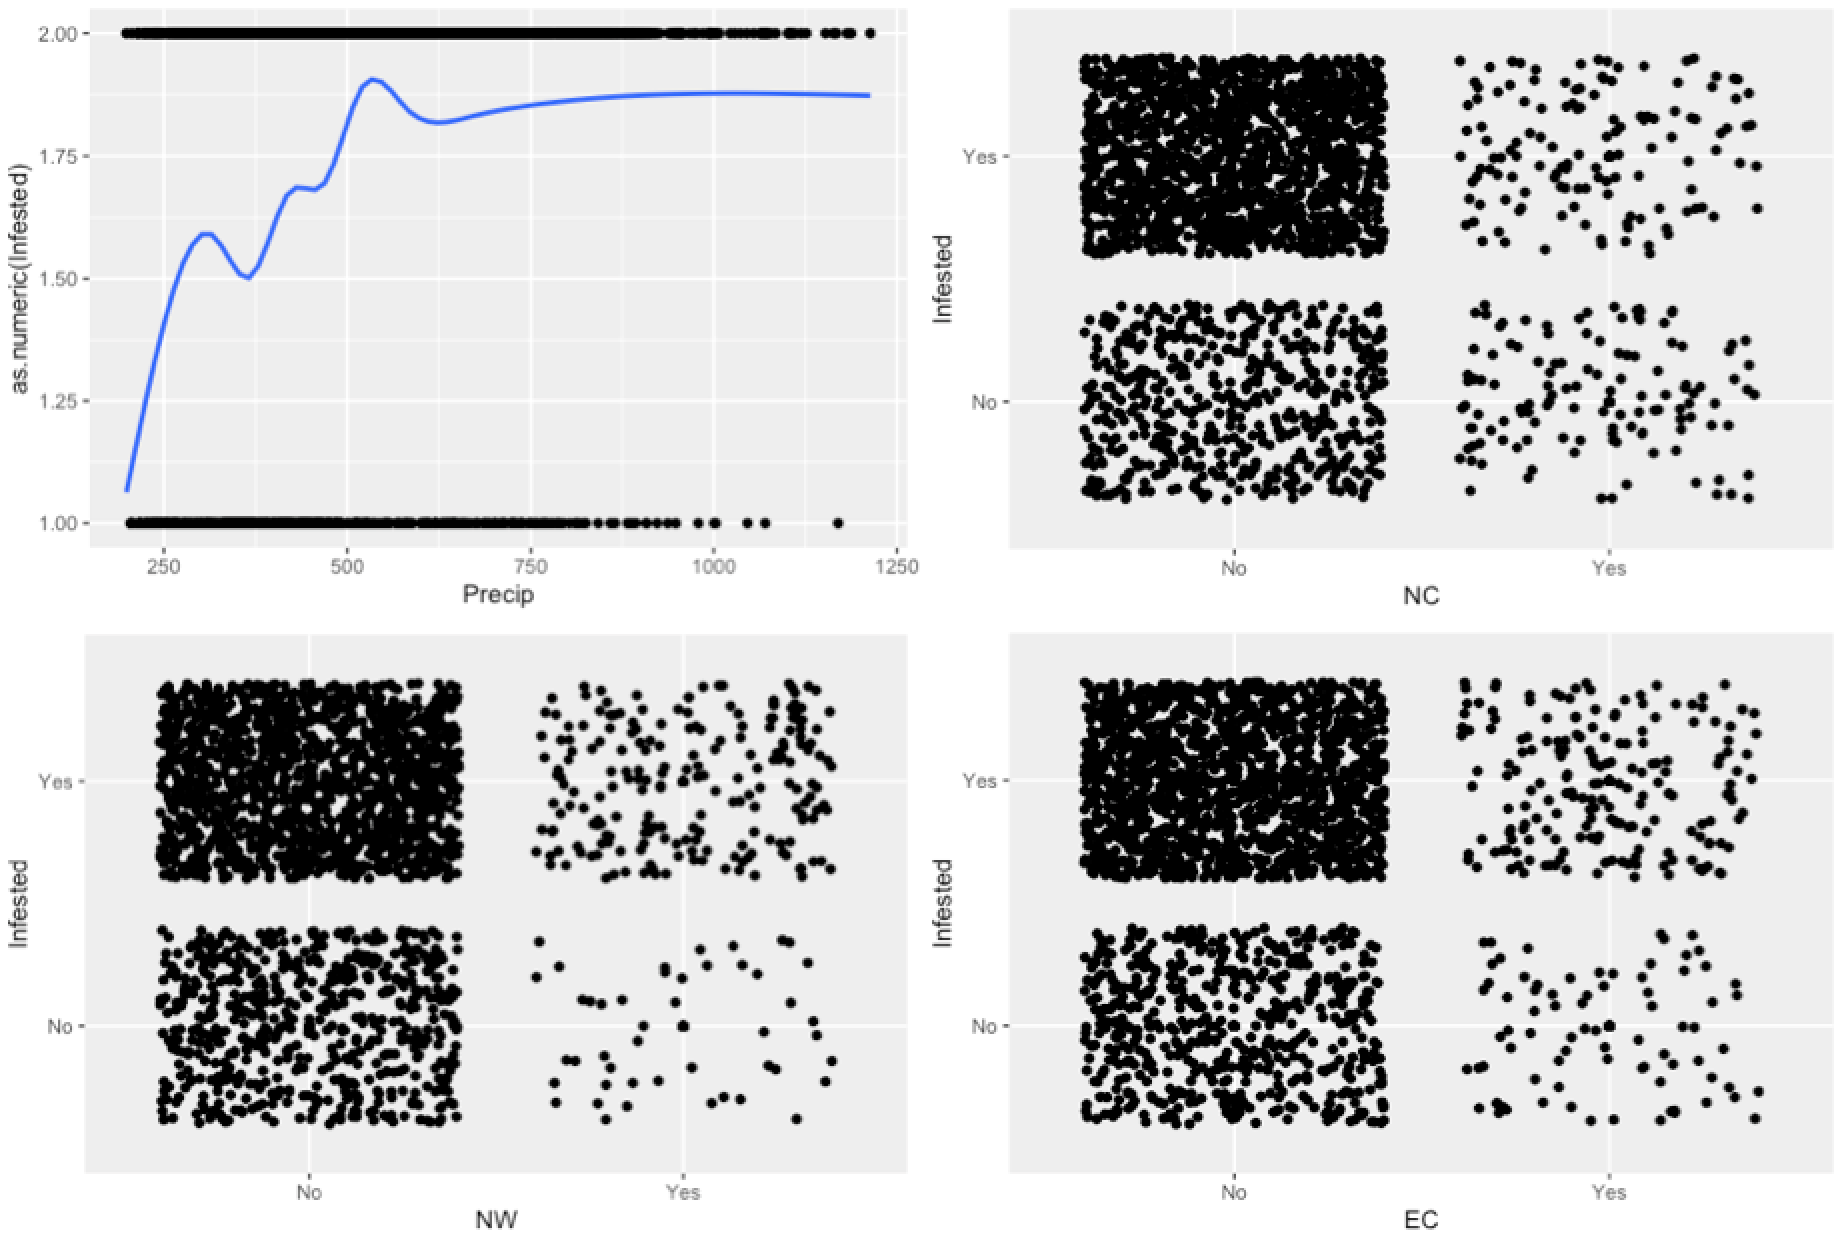 2.00
1.75
1.50
1.25
1.00
as.numeric(Infested)
250 500 750 1000 1250
Precip
Yes
No
Infested
No Yes
NC
Yes
No
Infested
No Yes
NW
Yes
No
Infested
No Yes
EC